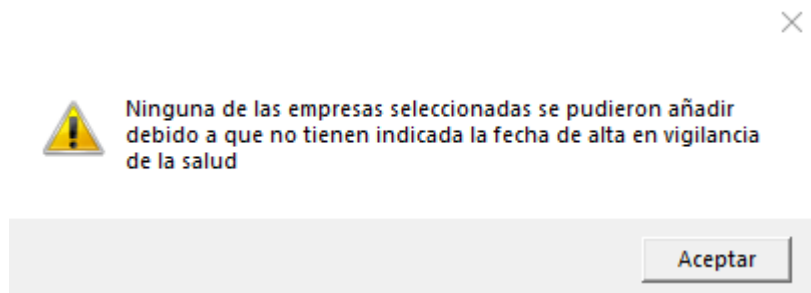 Ninguna de las empresas seleccionadas se pudieron añadir
debido a que no tienen indicada la fecha de alta en vigilancia
de la salud
Aceptar